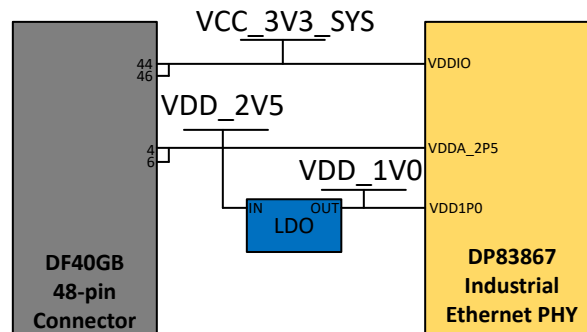 VCC_3V3_SYS
44
46
VDDIO
VDD_2V5
4
6
VDDA_2P5
VDD_1V0
IN
OUT
LDO
VDD1P0
DF40GB
48-pin
Connector
DP83867
Industrial
Ethernet PHY